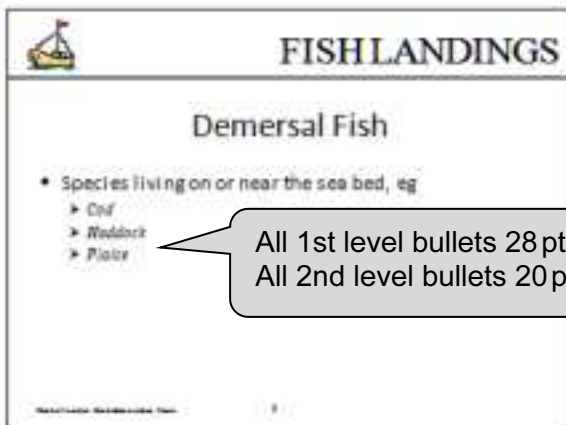 FISH LANDINGS
Demersal Fish
• Species living on or near the sea bed, eg
➤ Cod
➤ Haddock
➤ Plaice
All 1st level bullets 28pt
All 2nd level bullets 20p